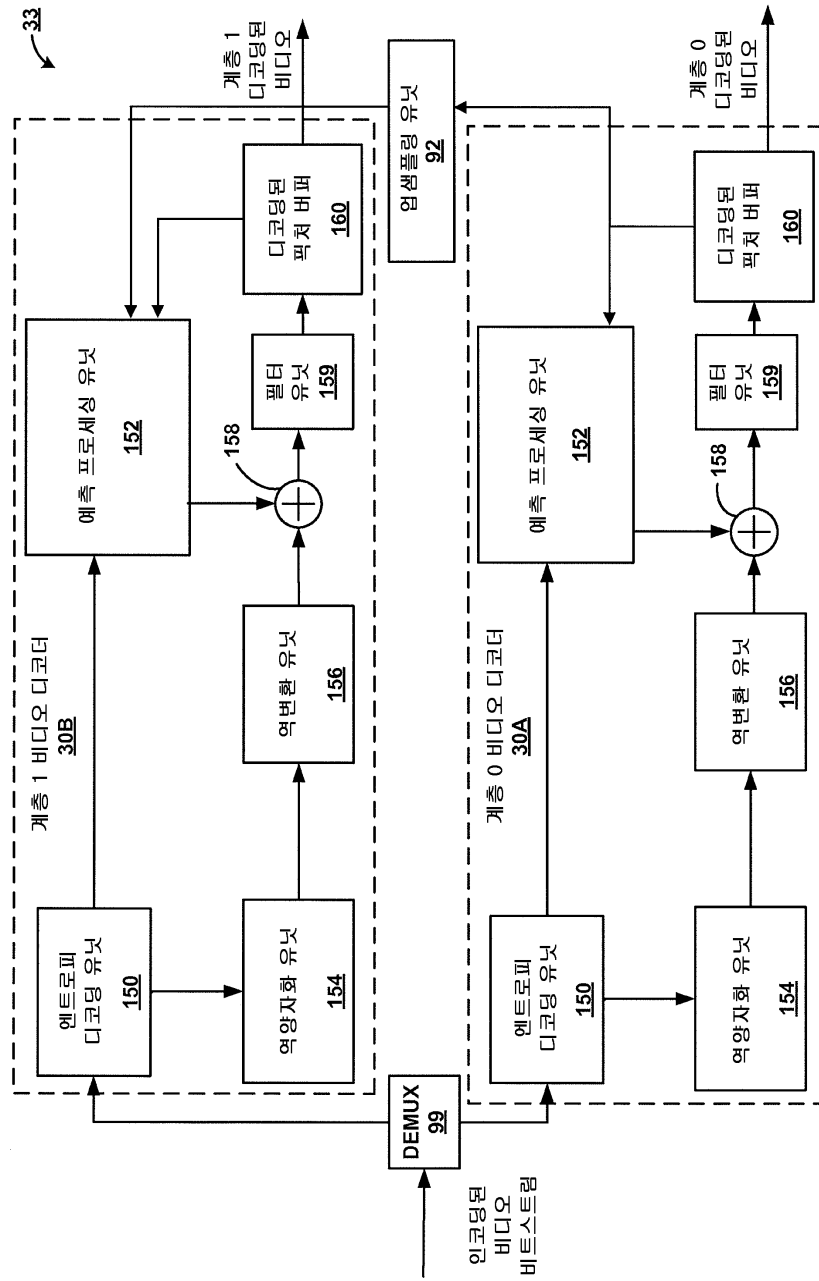 33
계층 1 비디오 디코더
30B
엔트로피
디코딩 유닛
150
예측 프로세싱 유닛
152
역양자화 유닛
154
역변환 유닛
156
158
필터
유닛
159
디코딩된
픽처 버퍼
160
계층 1
디코딩된
비디오
인코딩된
비디오
비트스트림
DEMUX
99
업샘플링 유닛
92
계층 0 비디오 디코더
30A
엔트로피
디코딩 유닛
150
예측 프로세싱 유닛
152
역양자화 유닛
154
역변환 유닛
156
158
필터
유닛
159
디코딩된
픽처 버퍼
160
계층 0
디코딩된
비디오